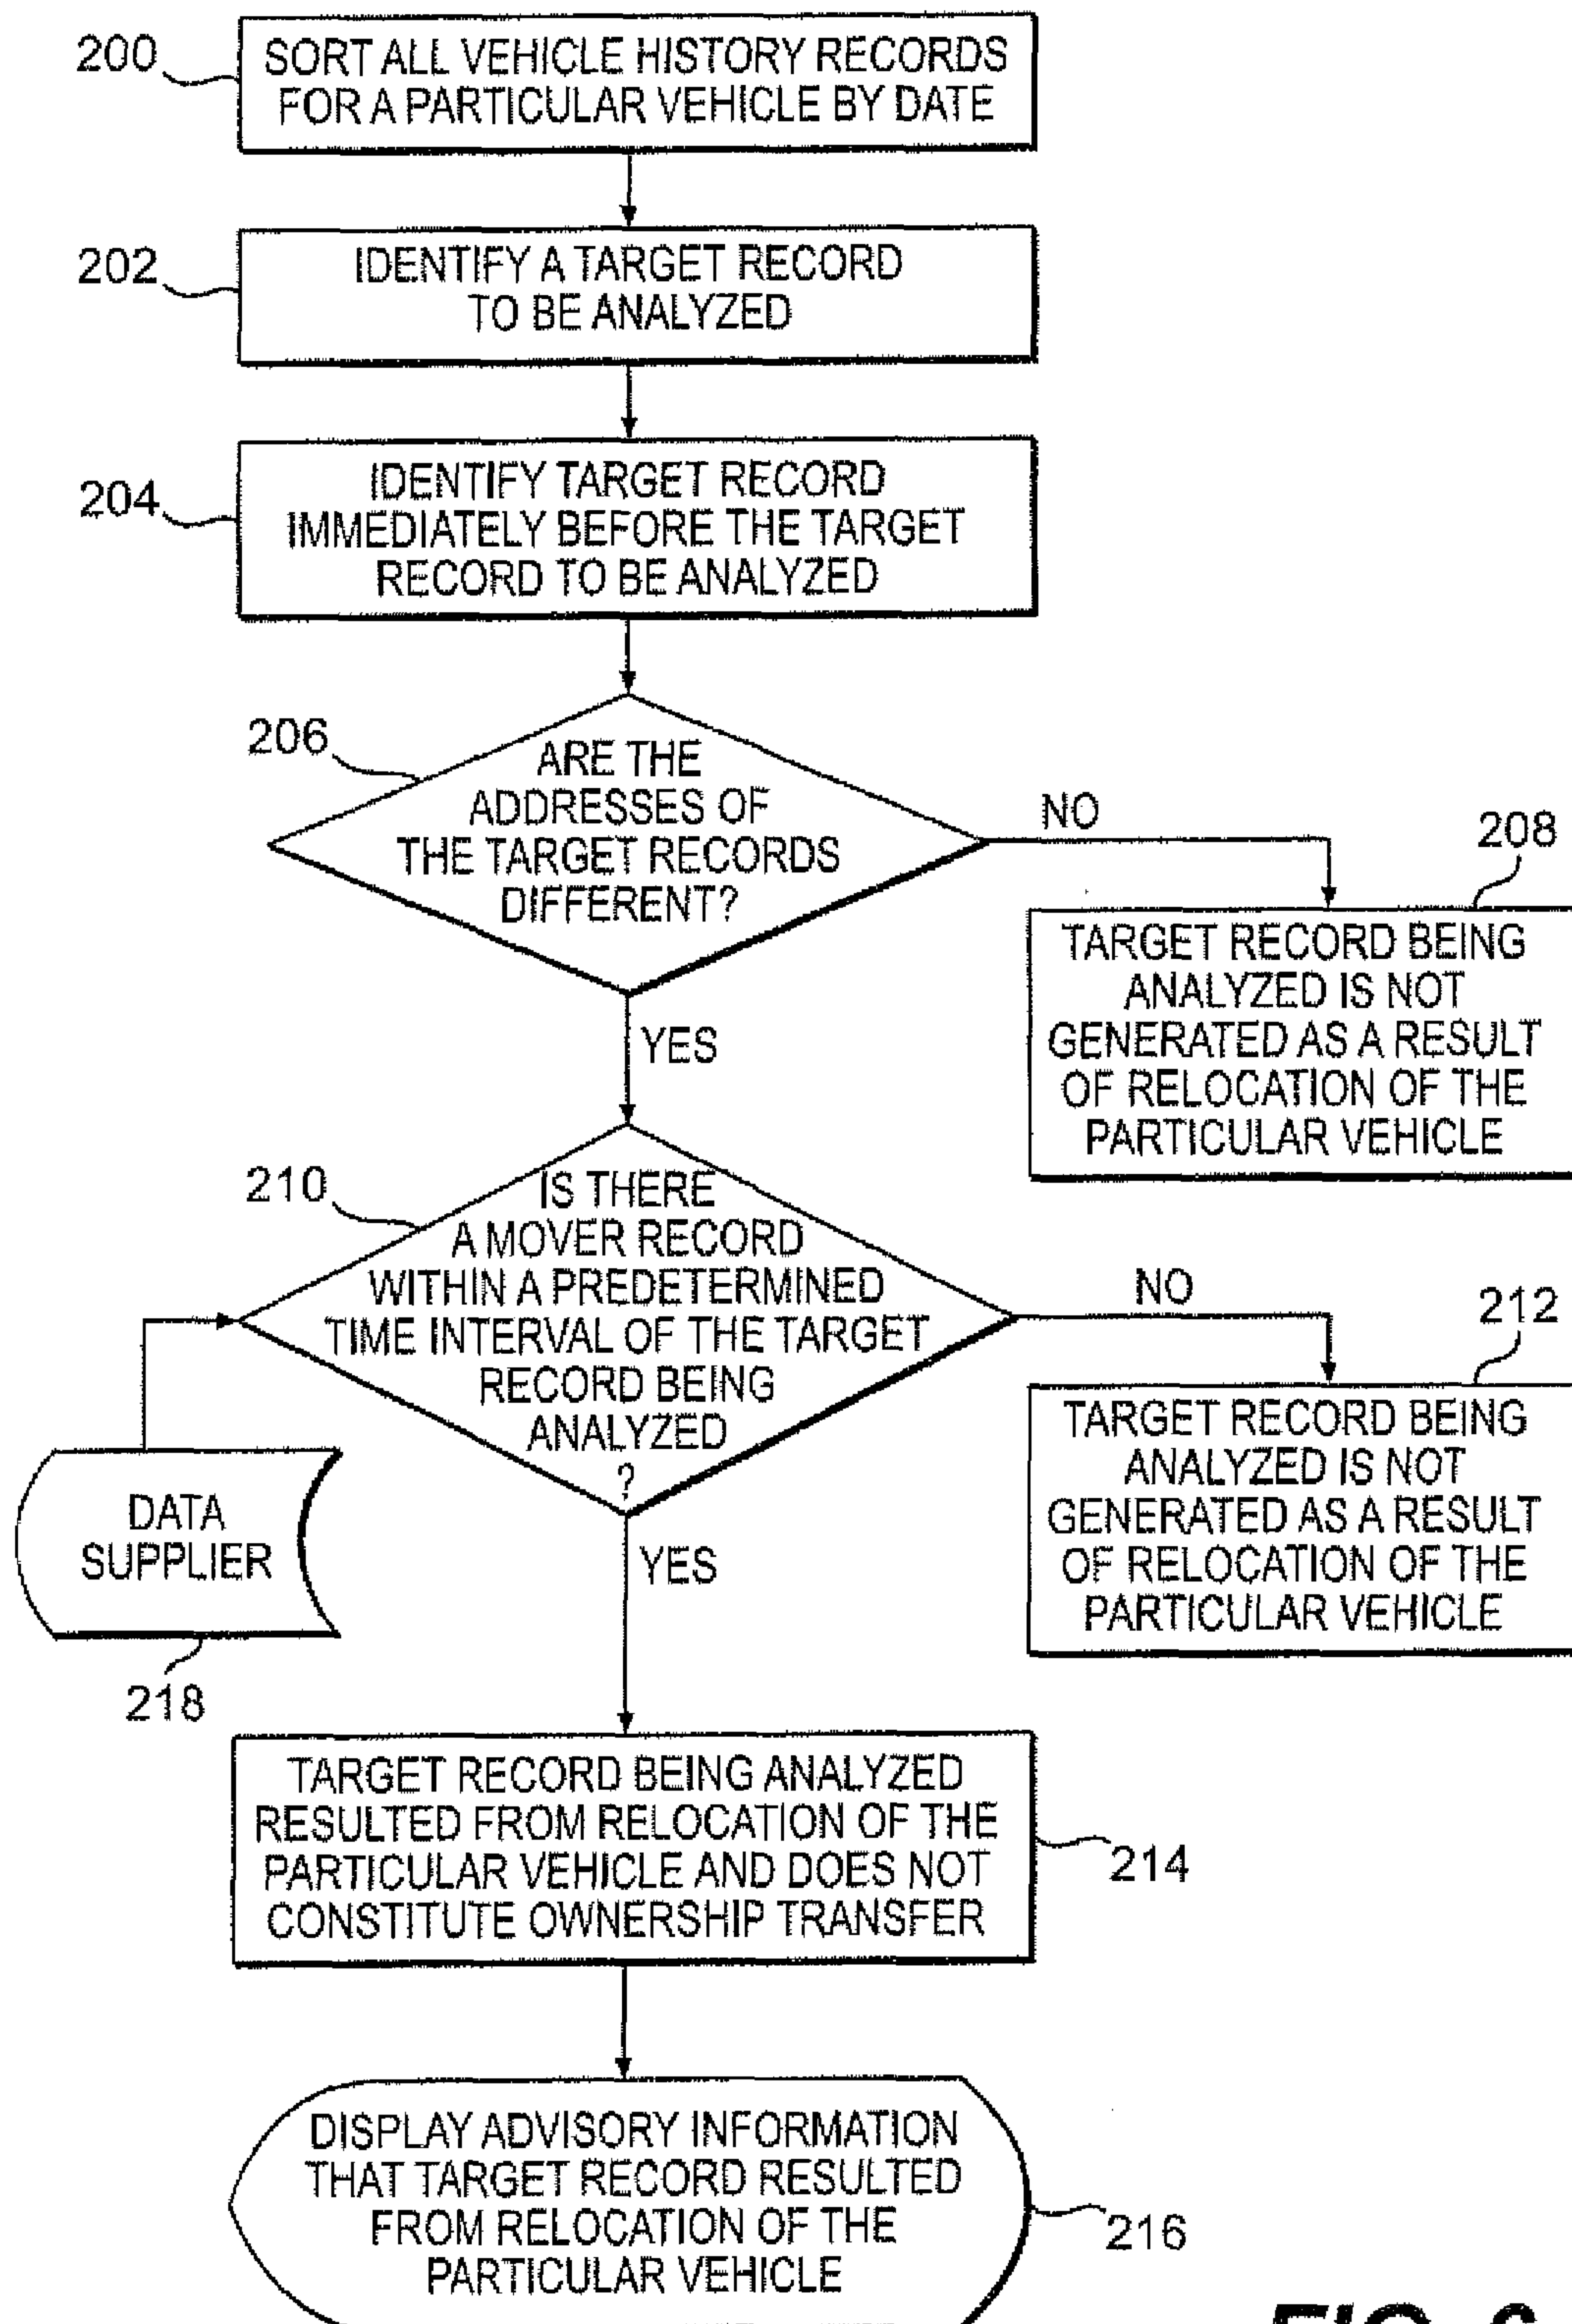 200
SORT ALL VEHICLE HISTORY RECORDS
FOR A PARTICULAR VEHICLE BY DATE
202
IDENTIFY A TARGET RECORD
TO BE ANALYZED
204
IDENTIFY TARGET RECORD
IMMEDIATELY BEFORE THE TARGET
RECORD TO BE ANALYZED
206
ARE THE
ADDRESSES OF
THE TARGET RECORDS
DIFFERENT?
NO
208
TARGET RECORD BEING
ANALYZED IS NOT
GENERATED AS A RESULT
OF RELOCATION OF THE
PARTICULAR VEHICLE
YES
210
IS THERE
A MOVER RECORD
WITHIN A PREDETERMINED
TIME INTERVAL OF THE TARGET
RECORD BEING
ANALYZED
?
NO
212
TARGET RECORD BEING
ANALYZED IS NOT
GENERATED AS A RESULT
OF RELOCATION OF THE
PARTICULAR VEHICLE
DATA
SUPPLIER
218
YES
TARGET RECORD BEING ANALYZED
RESULTED FROM RELOCATION OF THE
PARTICULAR VEHICLE AND DOES NOT
CONSTITUTE OWNERSHIP TRANSFER
214
DISPLAY ADVISORY INFORMATION
THAT TARGET RECORD RESULTED
FROM RELOCATION OF THE
PARTICULAR VEHICLE
216
FIG.